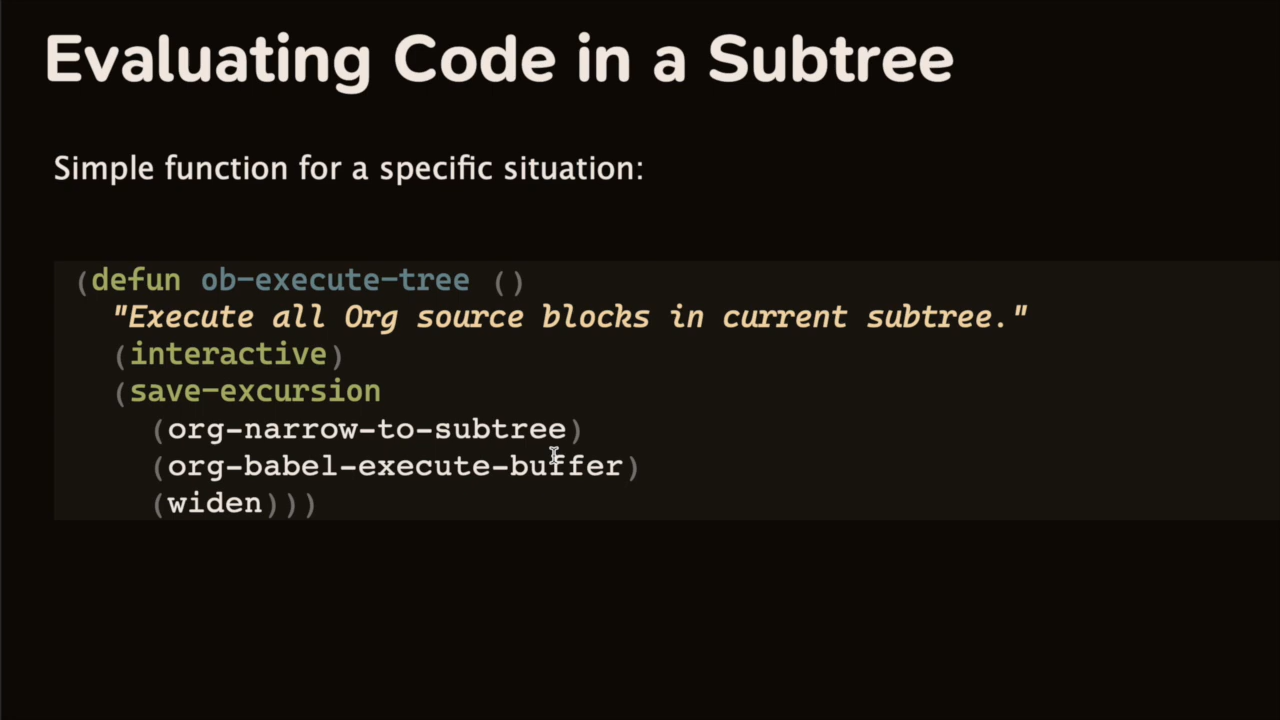 Evaluating Code in a Subtree
Simple function for a specific situation:
(defun ob-execute-tree ()
  "Execute all Org source blocks in current subtree."
  (interactive)
  (save-excursion
    (org-narrow-to-subtree)
    (org-babel-execute-buffer)
    (widen)))